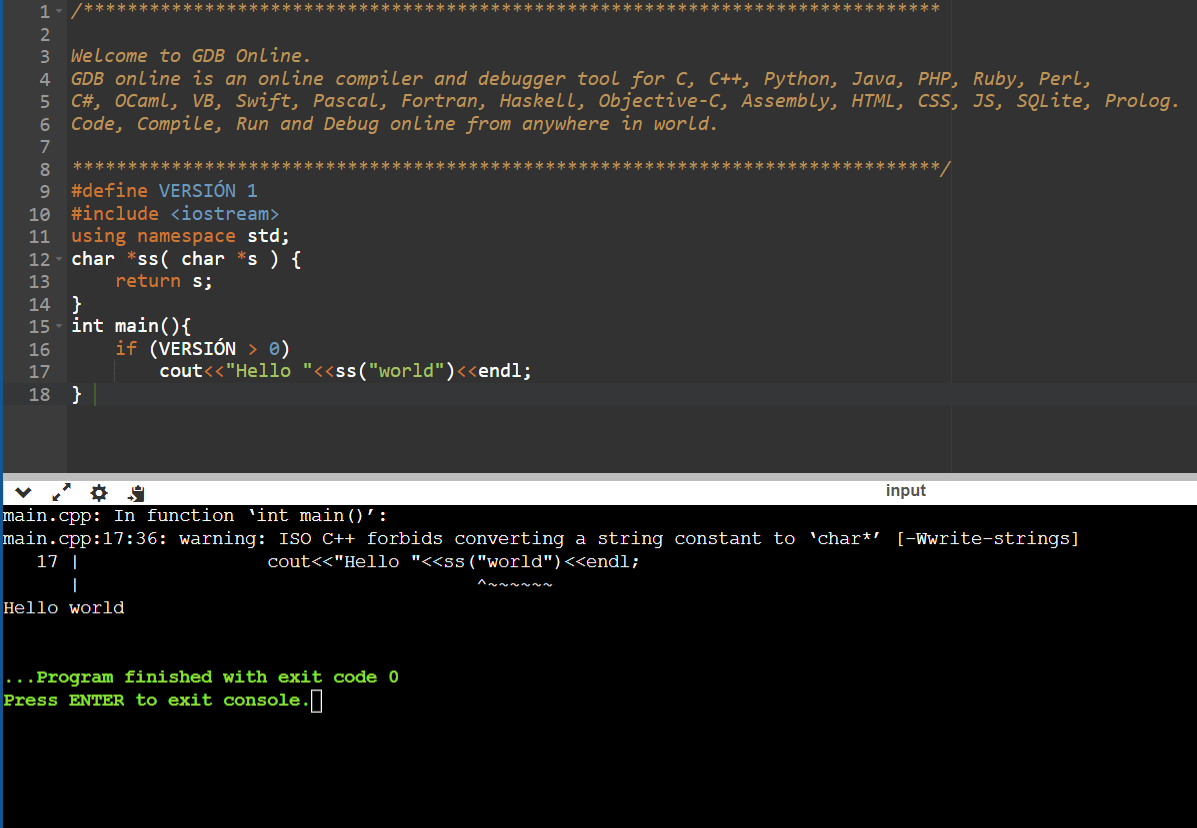 1 /******************************************************************************
2
3 Welcome to GDB Online.
4 GDB online is an online compiler and debugger tool for C, C++, Python, Java, PHP, Ruby, Perl,
5 C#, OCaml, VB, Swift, Pascal, Fortran, Haskell, Objective-C, Assembly, HTML, CSS, JS, SQLite, Prolog.
6 Code, Compile, Run and Debug online from anywhere in world.
7
8 *******************************************************************************/
9 #define VERSIÓN 1
10 #include <iostream>
11 using namespace std;
12 char *ss( char *s ) {
13     return s;
14 }
15 int main(){
16     if (VERSIÓN > 0)
17         cout<<"Hello "<<ss("world")<<endl;
18 }
input
main.cpp: In function ‘int main()’:
main.cpp:17:36: warning: ISO C++ forbids converting a string constant to ‘char*’ [-Wwrite-strings]
   17 |                 cout<<"Hello "<<ss("world")<<endl;
      |                                    ^~~~~~~
Hello world
...Program finished with exit code 0
Press ENTER to exit console.